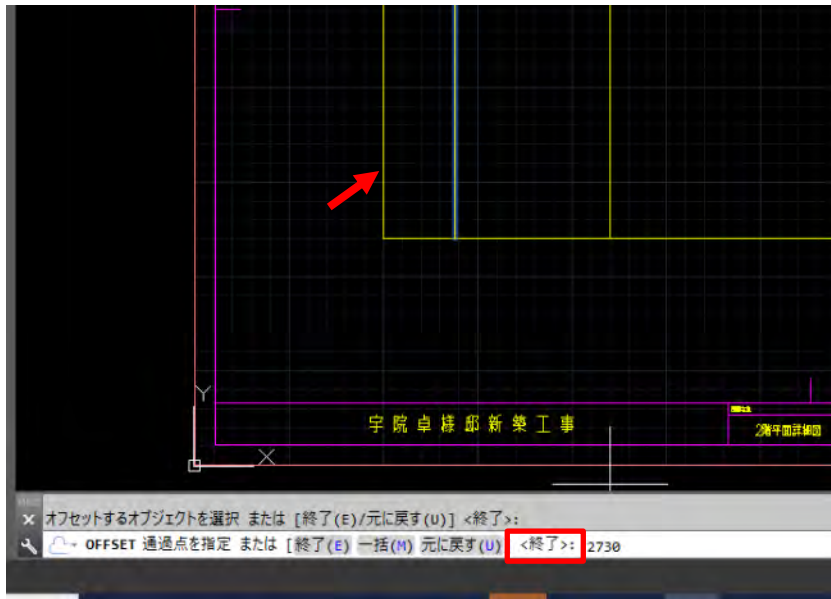 Y
宇院卓様邸新築工事
2階平面詳細図
X
オフセットするオブジェクトを選択 または [終了(E)/元に戻す(U)] <終了>:
OFFSET 通過点を指定 または [終了(E) 一括(M) 元に戻す(U) <終了>: 2730